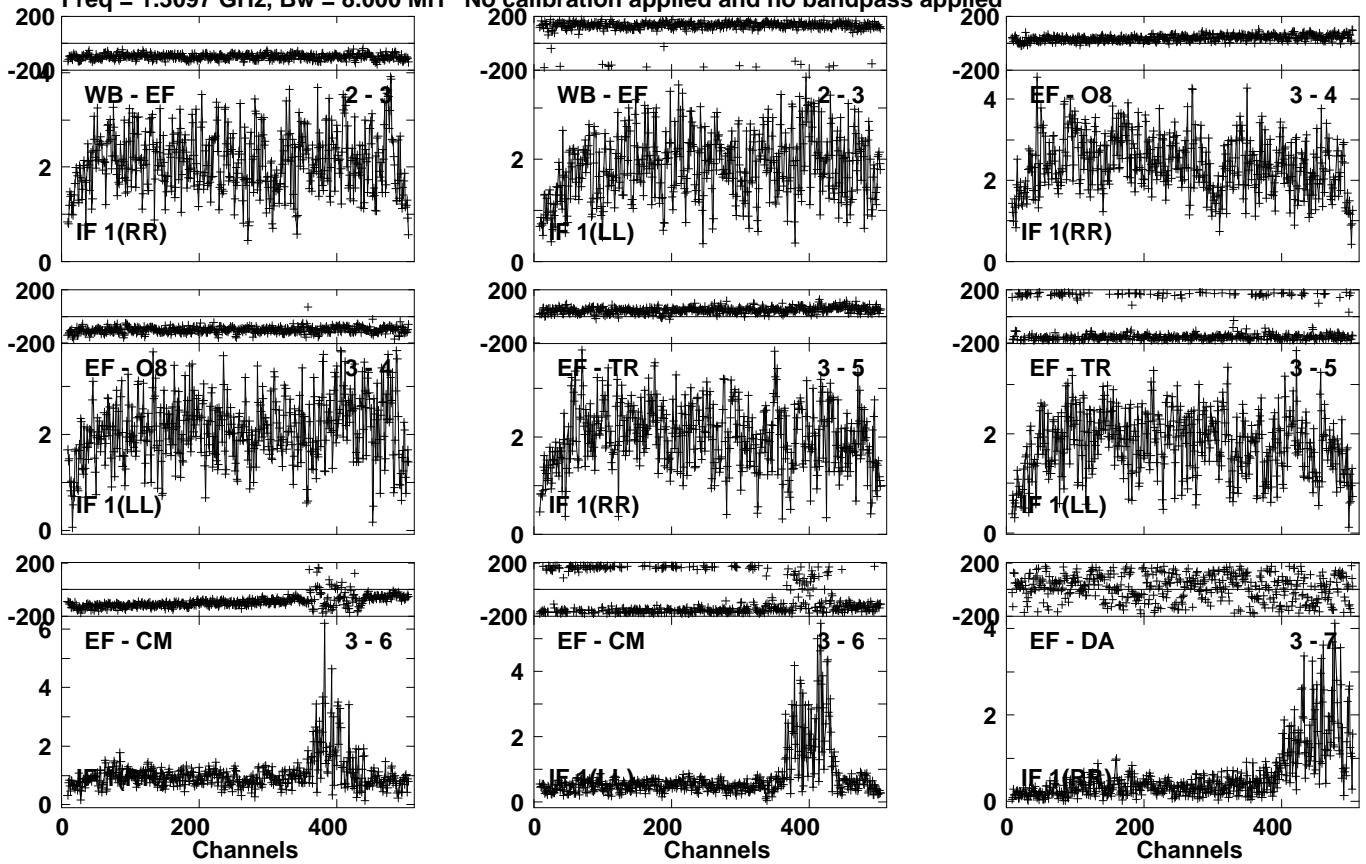 Freq = GHz, Bw = 8.000 MH No calibration applied and no bandpass applied
200
-200
4
2
0
WB - EF 2 - 3
IF 1(RR)
200
-200
2
0
WB - EF 2 - 3
IF 1(LL)
200
-200
4
2
0
EF - O8 3 - 4
IF 1(RR)
200
-200
2
0
EF - O8 3 - 4
IF 1(LL)
200
-200
2
0
EF - TR 3 - 5
IF 1(RR)
200
-200
2
0
EF - TR 3 - 5
IF 1(LL)
200
-200
6
4
2
0
EF - CM 3 - 6
0 200 400
Channels
200
-200
4
2
0
EF - CM 3 - 6
IF 1(LL)
0 200 400
Channels
200
-200
4
2
0
EF - DA 3 - 7
IF 1(RR)
0 200 400
Channels